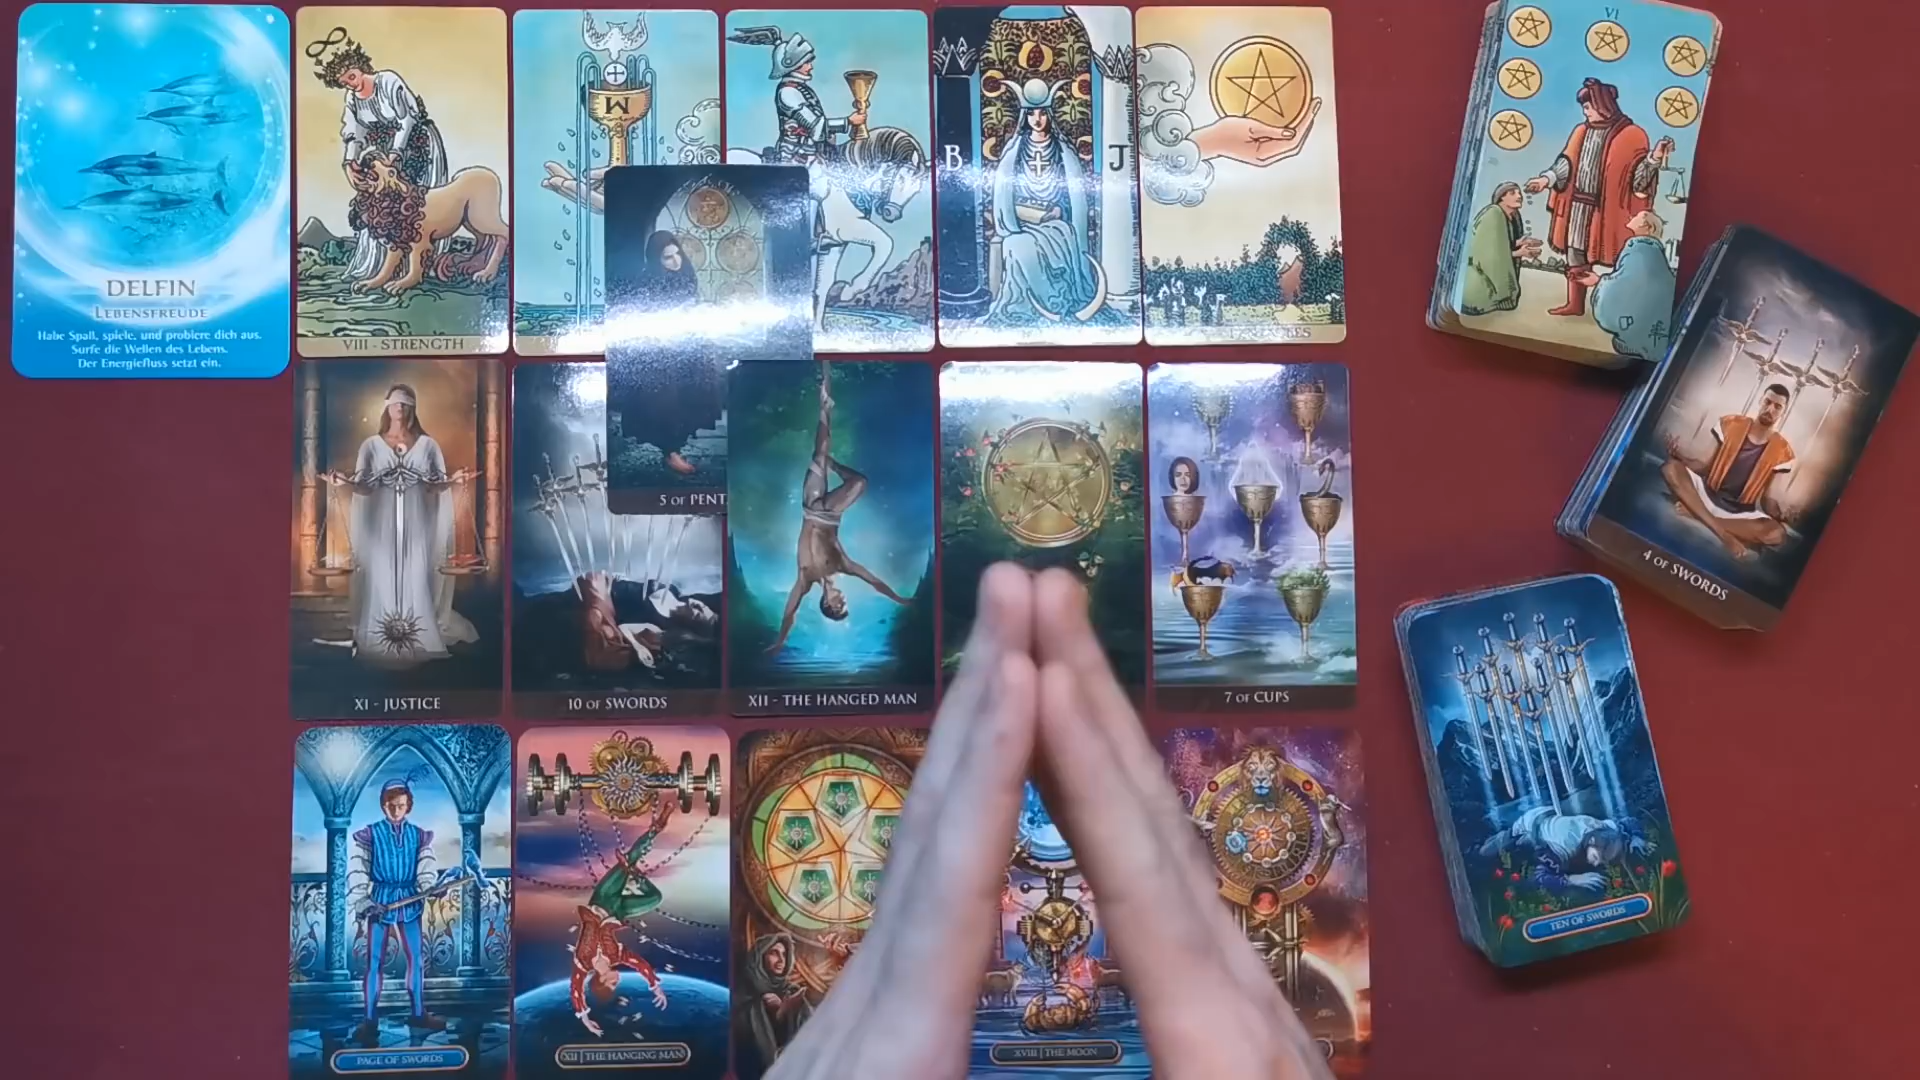 DELFIN
LEBENSFREUDE
Habe Spaß, spiele, und probiere dich aus.
Surfe die Wellen des Lebens.
Der Energiefluss setzt ein.
VIII - STRENGTH
B
J
VI
5 OF PENT
XI - JUSTICE
10 OF SWORDS
XII - THE HANGED MAN
7 OF CUPS
4 OF SWORDS
TEN OF SWORDS
PAGE OF SWORDS
XII | THE HANGING MAN
XVIII | THE MOON